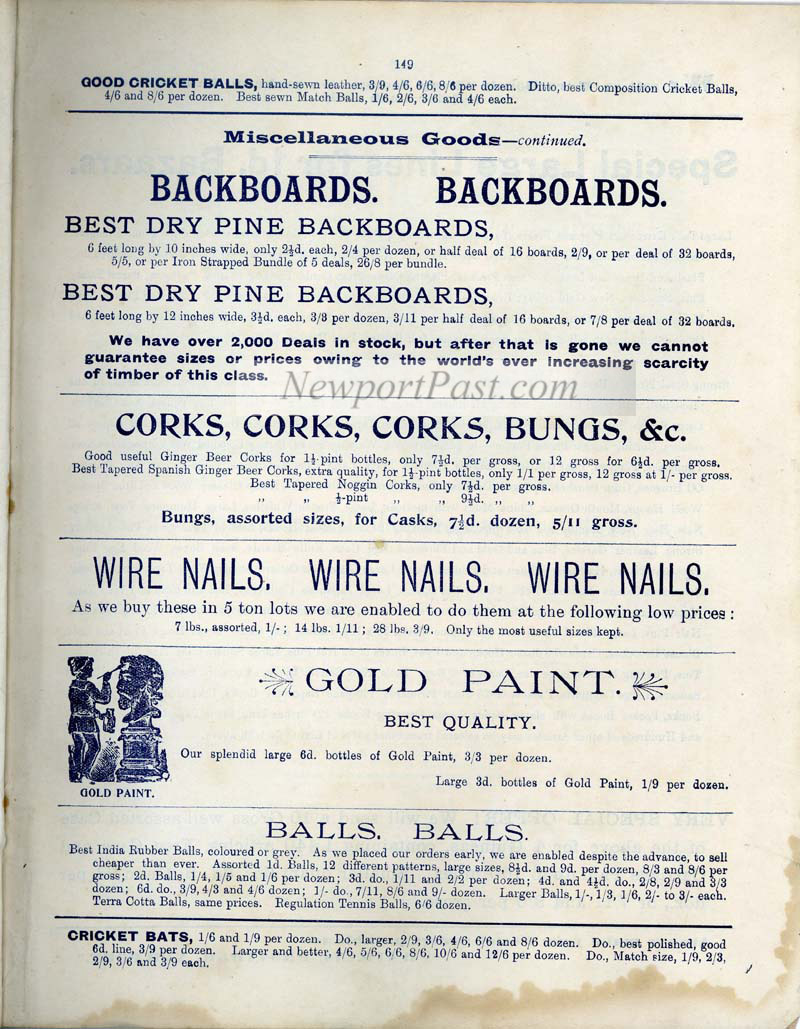 149
GOOD CRICKET BALLS, hand-sewn leather, 3/9, 4/6, 6/6, 8/6 per dozen. Ditto, best Composition Cricket Balls,
4/6 and 8/6 per dozen. Best sewn Match Balls, 1/6, 2/6, 3/6 and 4/6 each.
Miscellaneous Goods—continued.
BACKBOARDS. BACKBOARDS.
BEST DRY PINE BACKBOARDS,
6 feet long by 10 inches wide, only 2½d. each, 2/4 per dozen, or half deal of 16 boards, 2/9, or per deal of 32 boards,
5/5, or per Iron Strapped Bundle of 5 deals, 26/8 per bundle.
BEST DRY PINE BACKBOARDS,
6 feet long by 12 inches wide, 3½d. each, 3/3 per dozen, 3/11 per half deal of 16 boards, or 7/8 per deal of 32 boards.
We have over 2,000 Deals in stock, but after that is gone we cannot
guarantee sizes or prices owing to the world's ever increasing scarcity
of timber of this class.
NewportPast.com
CORKS, CORKS, CORKS, BUNGS, &c.
Good useful Ginger Beer Corks for 1½-pint bottles, only 7½d. per gross, or 12 gross for 6½d. per gross.
Best Tapered Spanish Ginger Beer Corks, extra quality, for 1½-pint bottles, only 1/1 per gross, 12 gross at 1/- per gross.
Best Tapered Noggin Corks, only 7½d. per gross.
„ „ ½-pint „ „ 9½d. „ „
Bungs, assorted sizes, for Casks, 7½d. dozen, 5/11 gross.
WIRE NAILS. WIRE NAILS. WIRE NAILS.
As we buy these in 5 ton lots we are enabled to do them at the following low prices :
7 lbs., assorted, 1/- ; 14 lbs. 1/11 ; 28 lbs. 3/9. Only the most useful sizes kept.
GOLD PAINT.
BEST QUALITY.
Our splendid large 6d. bottles of Gold Paint, 3/3 per dozen.
Large 3d. bottles of Gold Paint, 1/9 per dozen.
GOLD PAINT.
BALLS. BALLS.
Best India Rubber Balls, coloured or grey. As we placed our orders early, we are enabled despite the advance, to sell
cheaper than ever. Assorted 1d. Balls, 12 different patterns, large sizes, 8½d. and 9d. per dozen, 8/3 and 8/6 per
gross; 2d. Balls, 1/4, 1/5 and 1/6 per dozen; 3d. do., 1/11 and 2/2 per dozen; 4d. and 4½d. do., 2/8, 2/9 and 3/3
dozen; 6d. do., 3/9, 4/3 and 4/6 dozen; 1/- do., 7/11, 8/6 and 9/- dozen. Larger Balls, 1/-, 1/3, 1/6, 2/- to 3/- each.
Terra Cotta Balls, same prices. Regulation Tennis Balls, 6/6 dozen.
CRICKET BATS, 1/6 and 1/9 per dozen. Do., larger, 2/9, 3/6, 4/6, 6/6 and 8/6 dozen. Do., best polished, good
6d. line, 3/9 per dozen. Larger and better, 4/6, 5/6, 6/6, 8/6, 10/6 and 12/6 per dozen. Do., Match size, 1/9, 2/3,
2/9, 3/6 and 3/9 each.